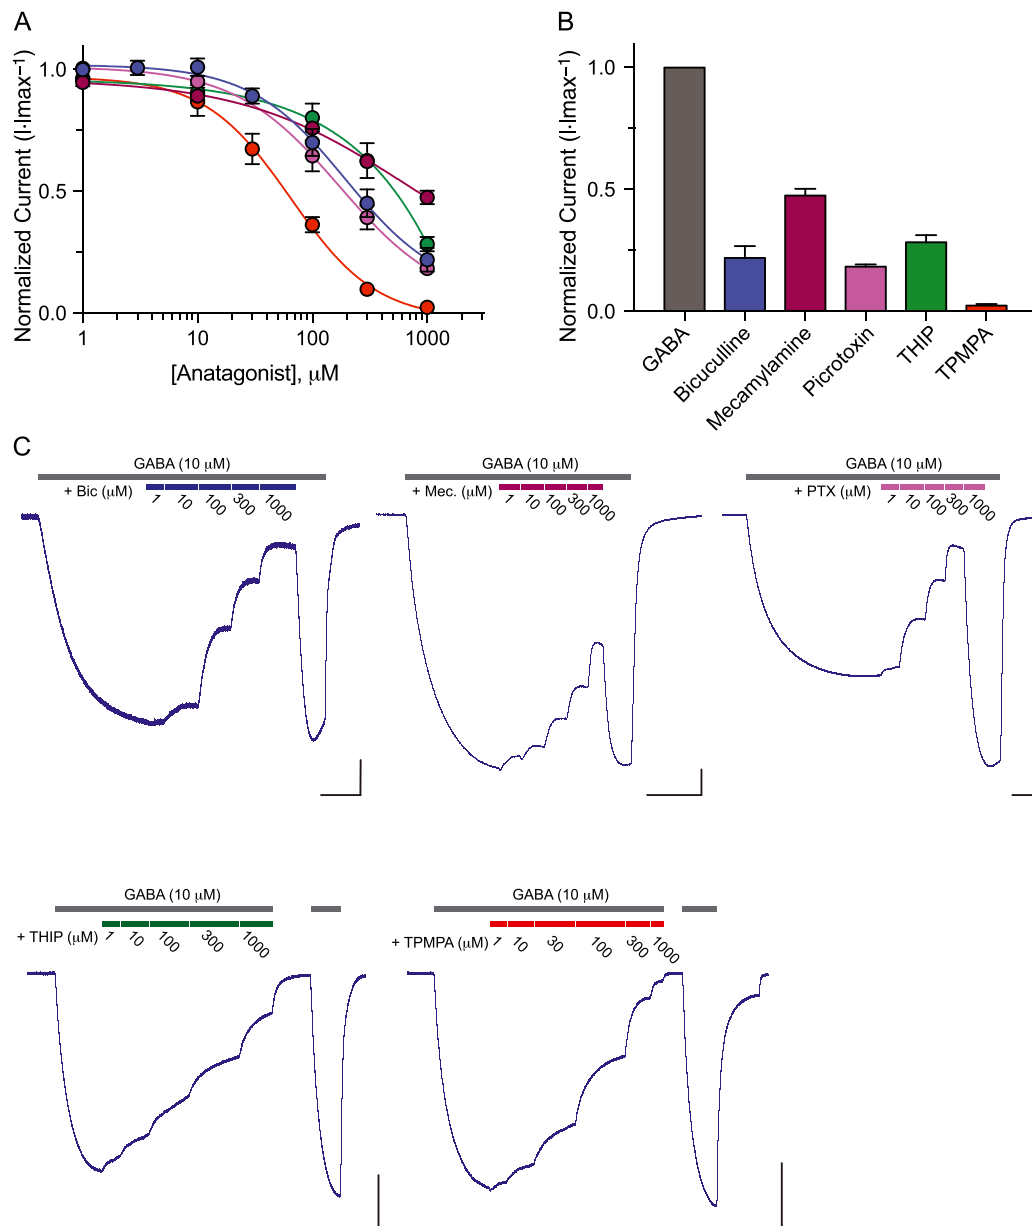 A
B
Normalized Current (I·Imax⁻¹)
1.0
0.5
0.0
1
10
100
1000
[Anatagonist], μM
Normalized Current (I·Imax⁻¹)
1.0
0.5
0.0
GABA
Bicuculline
Mecamylamine
Picrotoxin
THIP
TPMPA
C
GABA (10 μM)
+ Bic (μM)
1
10
100
300
1000
GABA (10 μM)
+ Mec. (μM)
1
10
100
300
1000
GABA (10 μM)
+ PTX (μM)
1
10
100
300
1000
GABA (10 μM)
+ THIP (μM)
1
10
100
300
1000
GABA (10 μM)
+ TPMPA (μM)
1
10
30
100
300
1000